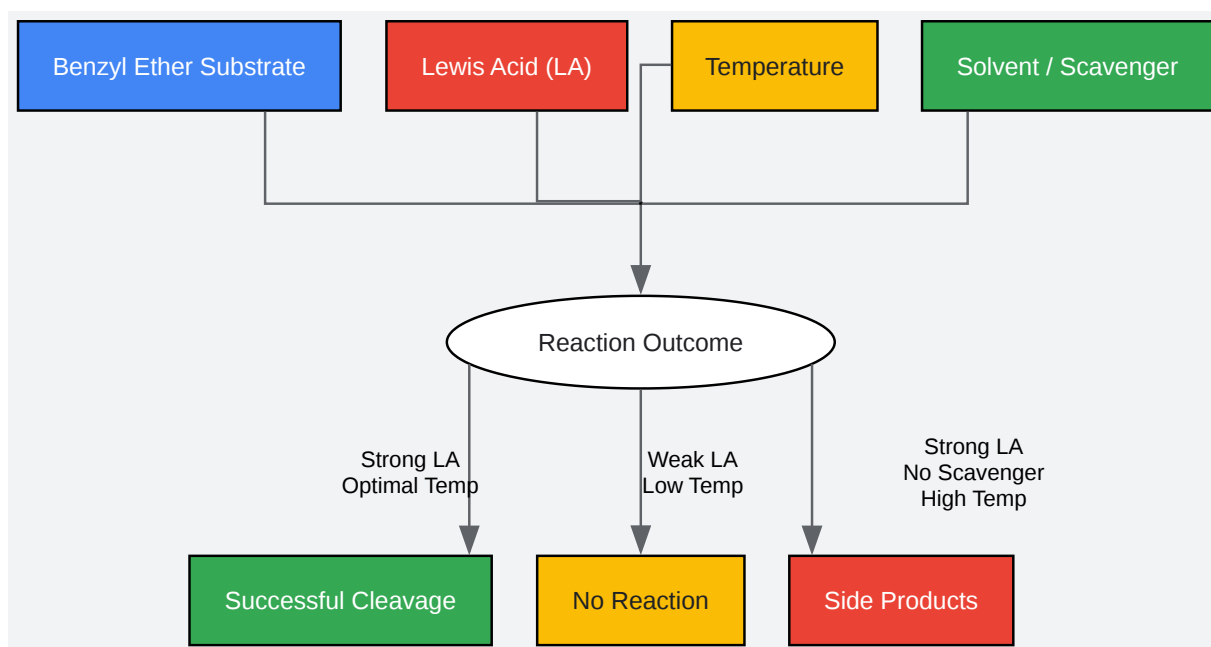 Benzyl Ether Substrate
Lewis Acid (LA)
Temperature
Solvent / Scavenger
Reaction Outcome
Strong LA
Optimal Temp
Weak LA
Low Temp
Strong LA
No Scavenger
High Temp
Successful Cleavage
No Reaction
Side Products